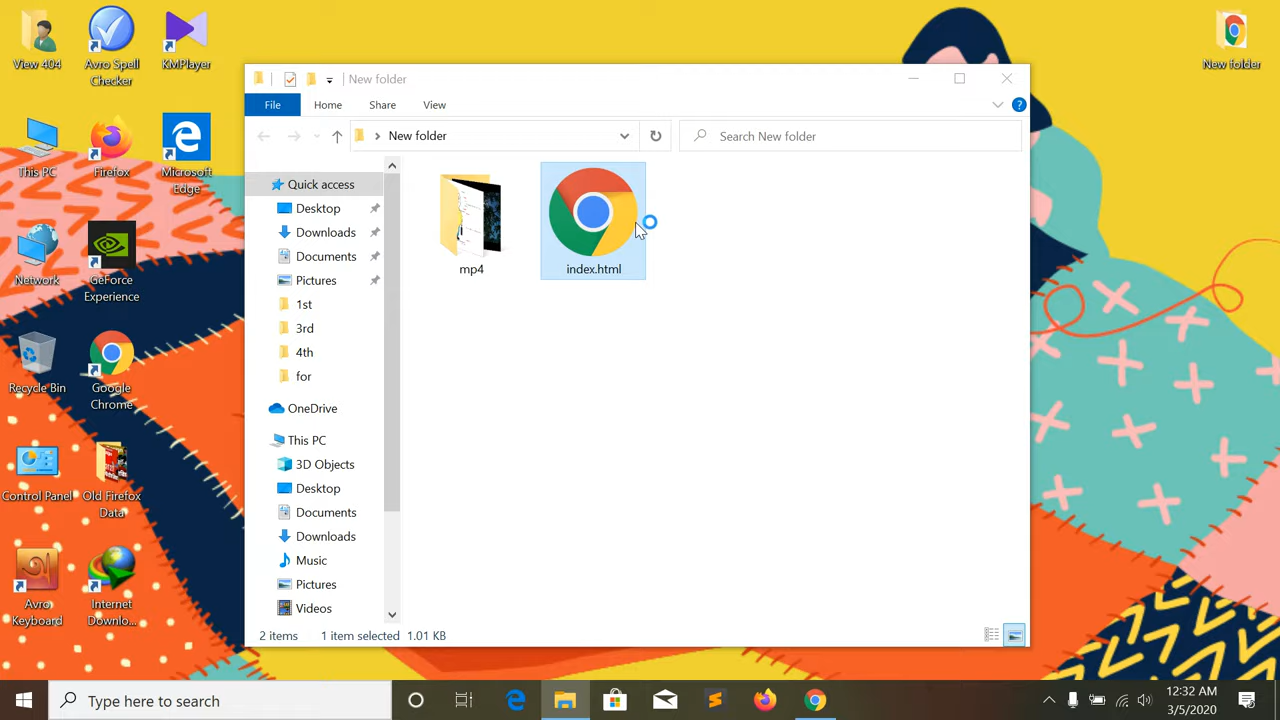 View 404
Avro Spell
Checker
KMPlayer
New folder
This PC
Firefox
Microsoft
Edge
Network
GeForce
Experience
Recycle Bin
Google
Chrome
Control Panel
Old Firefox
Data
Avro
Keyboard
Internet
Downlo...
New folder
File
Home
Share
View
New folder
Search New folder
Quick access
Desktop
Downloads
Documents
Pictures
1st
3rd
4th
for
OneDrive
This PC
3D Objects
Desktop
Documents
Downloads
Music
Pictures
Videos
mp4
index.html
2 items
1 item selected 1.01 KB
Type here to search
12:32 AM
3/5/2020